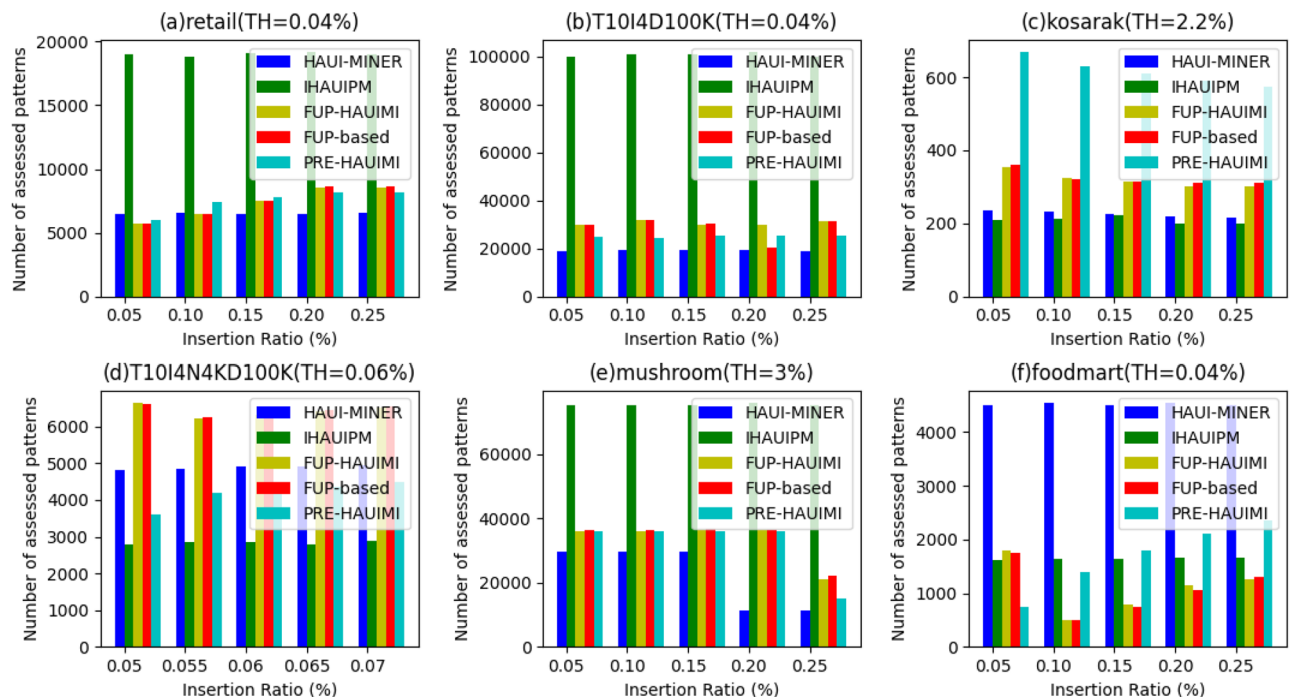 (a)retail(TH=0.04%)
Number of assessed patterns
20000
15000
10000
5000
0
HAUI-MINER
IHAUIPM
FUP-HAUIMI
FUP-based
PRE-HAUIMI
0.05 0.10 0.15 0.20 0.25
Insertion Ratio (%)
(b)T10I4D100K(TH=0.04%)
Number of assessed patterns
100000
80000
60000
40000
20000
0
HAUI-MINER
IHAUIPM
FUP-HAUIMI
FUP-based
PRE-HAUIMI
0.05 0.10 0.15 0.20 0.25
Insertion Ratio (%)
(c)kosarak(TH=2.2%)
Number of assessed patterns
600
400
200
0
HAUI-MINER
IHAUIPM
FUP-HAUIMI
FUP-based
PRE-HAUIMI
0.05 0.10 0.15 0.20 0.25
Insertion Ratio (%)
(d)T10I4N4KD100K(TH=0.06%)
Number of assessed patterns
6000
5000
4000
3000
2000
1000
0
HAUI-MINER
IHAUIPM
FUP-HAUIMI
FUP-based
PRE-HAUIMI
0.05 0.055 0.06 0.065 0.07
Insertion Ratio (%)
(e)mushroom(TH=3%)
Number of assessed patterns
60000
40000
20000
0
HAUI-MINER
IHAUIPM
FUP-HAUIMI
FUP-based
PRE-HAUIMI
0.05 0.10 0.15 0.20 0.25
Insertion Ratio (%)
(f)foodmart(TH=0.04%)
Number of assessed patterns
4000
3000
2000
1000
0
HAUI-MINER
IHAUIPM
FUP-HAUIMI
FUP-based
PRE-HAUIMI
0.05 0.10 0.15 0.20 0.25
Insertion Ratio (%)